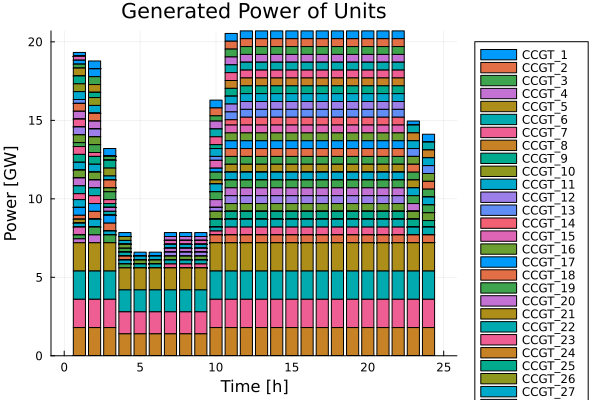 Generated Power of Units
Power [GW]
20
15
10
5
0
0
5
10
15
20
25
Time [h]
CCGT_1
CCGT_2
CCGT_3
CCGT_4
CCGT_5
CCGT_6
CCGT_7
CCGT_8
CCGT_9
CCGT_10
CCGT_11
CCGT_12
CCGT_13
CCGT_14
CCGT_15
CCGT_16
CCGT_17
CCGT_18
CCGT_19
CCGT_20
CCGT_21
CCGT_22
CCGT_23
CCGT_24
CCGT_25
CCGT_26
CCGT_27